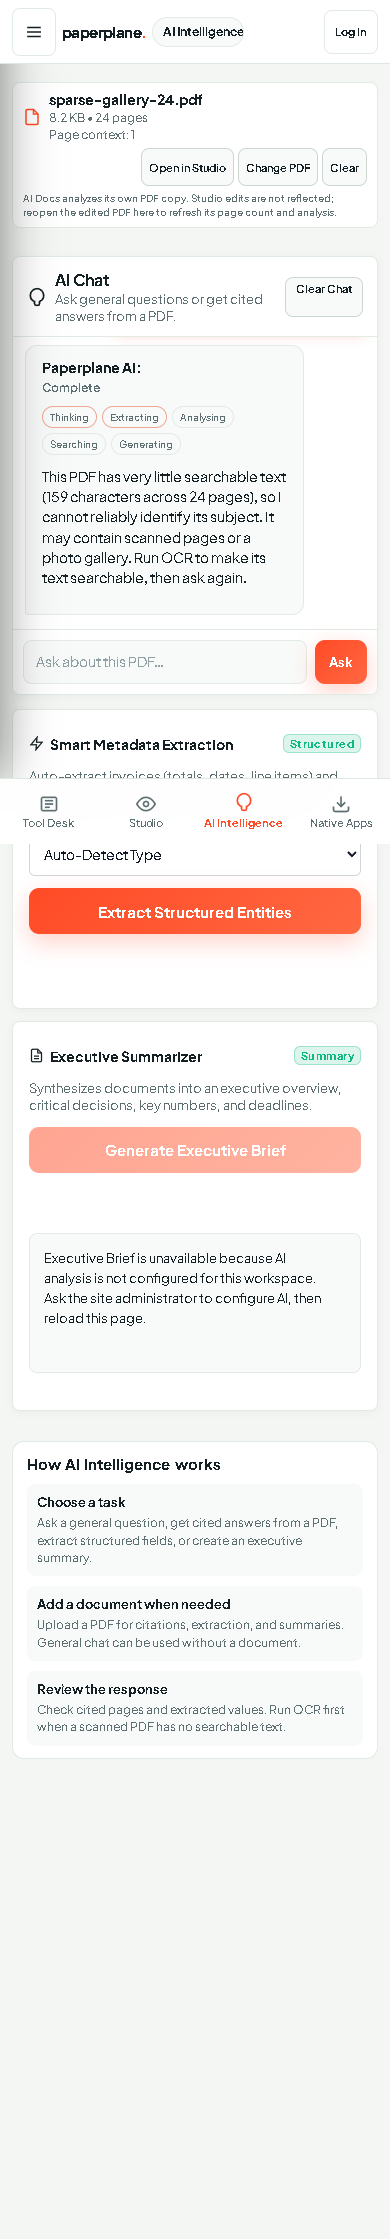 paperplane.
AI Intelligence
Log In
sparse-gallery-24.pdf
8.2 KB • 24 pages
Page context: 1
Open in Studio
Change PDF
Clear
AI Docs analyzes its own PDF copy. Studio edits are not reflected;
reopen the edited PDF here to refresh its page count and analysis.
AI Chat
Ask general questions or get cited
answers from a PDF.
Clear Chat
Paperplane AI:
Complete
Thinking
Extracting
Analysing
Searching
Generating
This PDF has very little searchable text
(159 characters across 24 pages), so I
cannot reliably identify its subject. It
may contain scanned pages or a
photo gallery. Run OCR to make its
text searchable, then ask again.
Ask about this PDF...
Ask
Smart Metadata Extraction
Structured
Auto-extract invoices (totals, dates, line items) and
Tool Desk
Studio
AI Intelligence
Native Apps
Auto-Detect Type
Extract Structured Entities
Executive Summarizer
Summary
Synthesizes documents into an executive overview,
critical decisions, key numbers, and deadlines.
Generate Executive Brief
Executive Brief is unavailable because AI
analysis is not configured for this workspace.
Ask the site administrator to configure AI, then
reload this page.
How AI Intelligence works
Choose a task
Ask a general question, get cited answers from a PDF,
extract structured fields, or create an executive
summary.
Add a document when needed
Upload a PDF for citations, extraction, and summaries.
General chat can be used without a document.
Review the response
Check cited pages and extracted values. Run OCR first
when a scanned PDF has no searchable text.